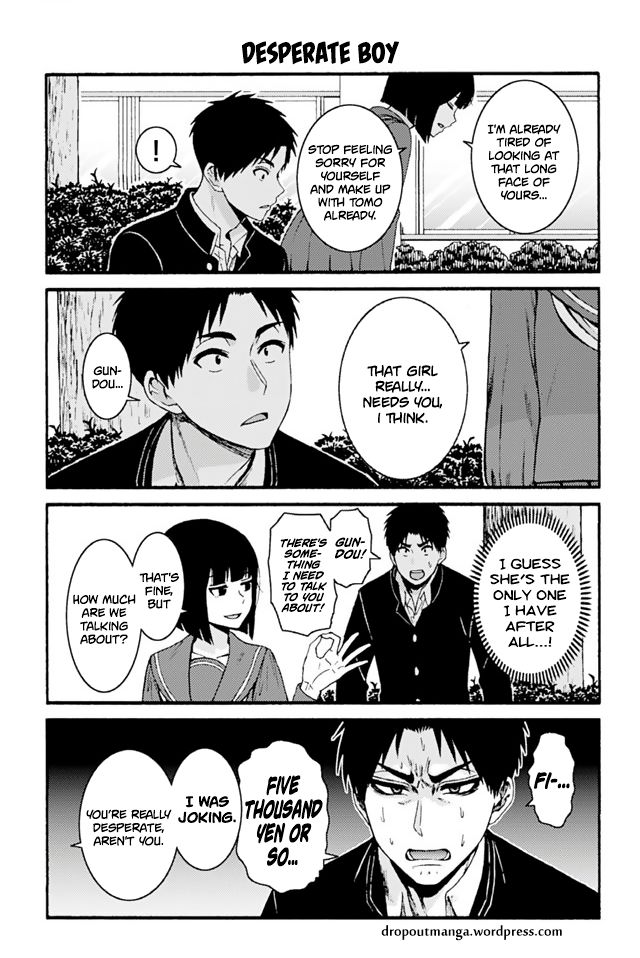 DESPERATE BOY
I'M ALREADY
TIRED OF
LOOKING AT
THAT LONG
FACE OF
YOURS...
STOP FEELING
SORRY FOR
YOURSELF
AND MAKE UP
WITH TOMO
ALREADY.
!
THAT GIRL
REALLY...
NEEDS YOU,
I THINK.
GUN-
DOU...
I GUESS
SHE'S THE
ONLY ONE
I HAVE
AFTER
ALL...!
GUN-
DOU!
THERE'S
SOME-
THING
I NEED
TO TALK
TO YOU
ABOUT!
THAT'S
FINE,
BUT
HOW MUCH
ARE WE
TALKING
ABOUT?
FI-...
FIVE
THOUSAND
YEN OR
SO...
I WAS
JOKING.
YOU'RE REALLY
DESPERATE,
AREN'T YOU.
dropoutmanga.wordpress.com